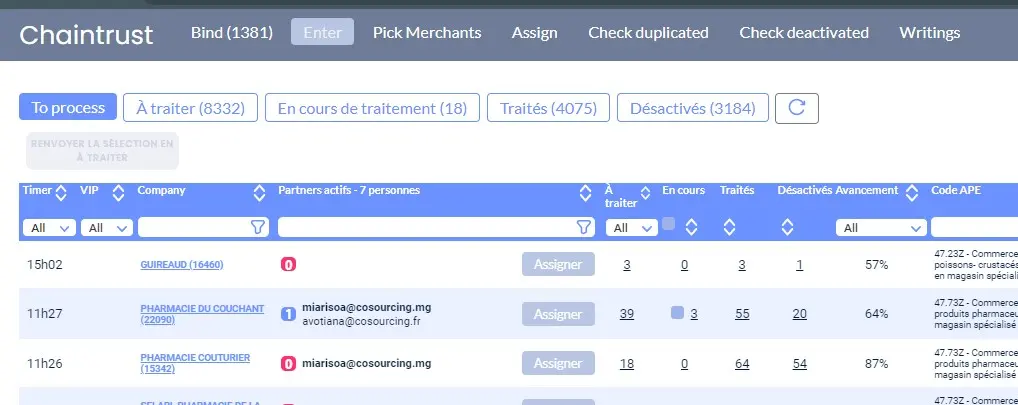 Chaintrust Bind (1381) Enter Pick Merchants Assign Check duplicated Check deactivated Writings
To process À traiter (8332) En cours de traitement (18) Traités (4075) Désactivés (3184)
RENVOYER LA SÉLECTION EN
À TRAITER
Timer VIP Company Partners actifs - 7 personnes À traiter En cours Traités Désactivés Avancement Code APE
All All All All
15h02 GUIREAUD (16460) 0 Assigner 3 0 3 1 57% 47.23Z - Commerce
poissons- crustacés
en magasin spéciali
11h27 PHARMACIE DU COUCHANT (22090) 1 miarisoa@cosourcing.mg Assigner 39 3 55 20 64% 47.73Z - Commerce
avotiana@cosourcing.fr produits pharmaceu
magasin spécialisé
11h26 PHARMACIE COUTURIER (15342) 0 miarisoa@cosourcing.mg Assigner 18 0 64 54 87% 47.73Z - Commerce
produits pharmaceu
magasin spécialisé
SELARL PHARMACIE DE LA 47.73Z - Commerce